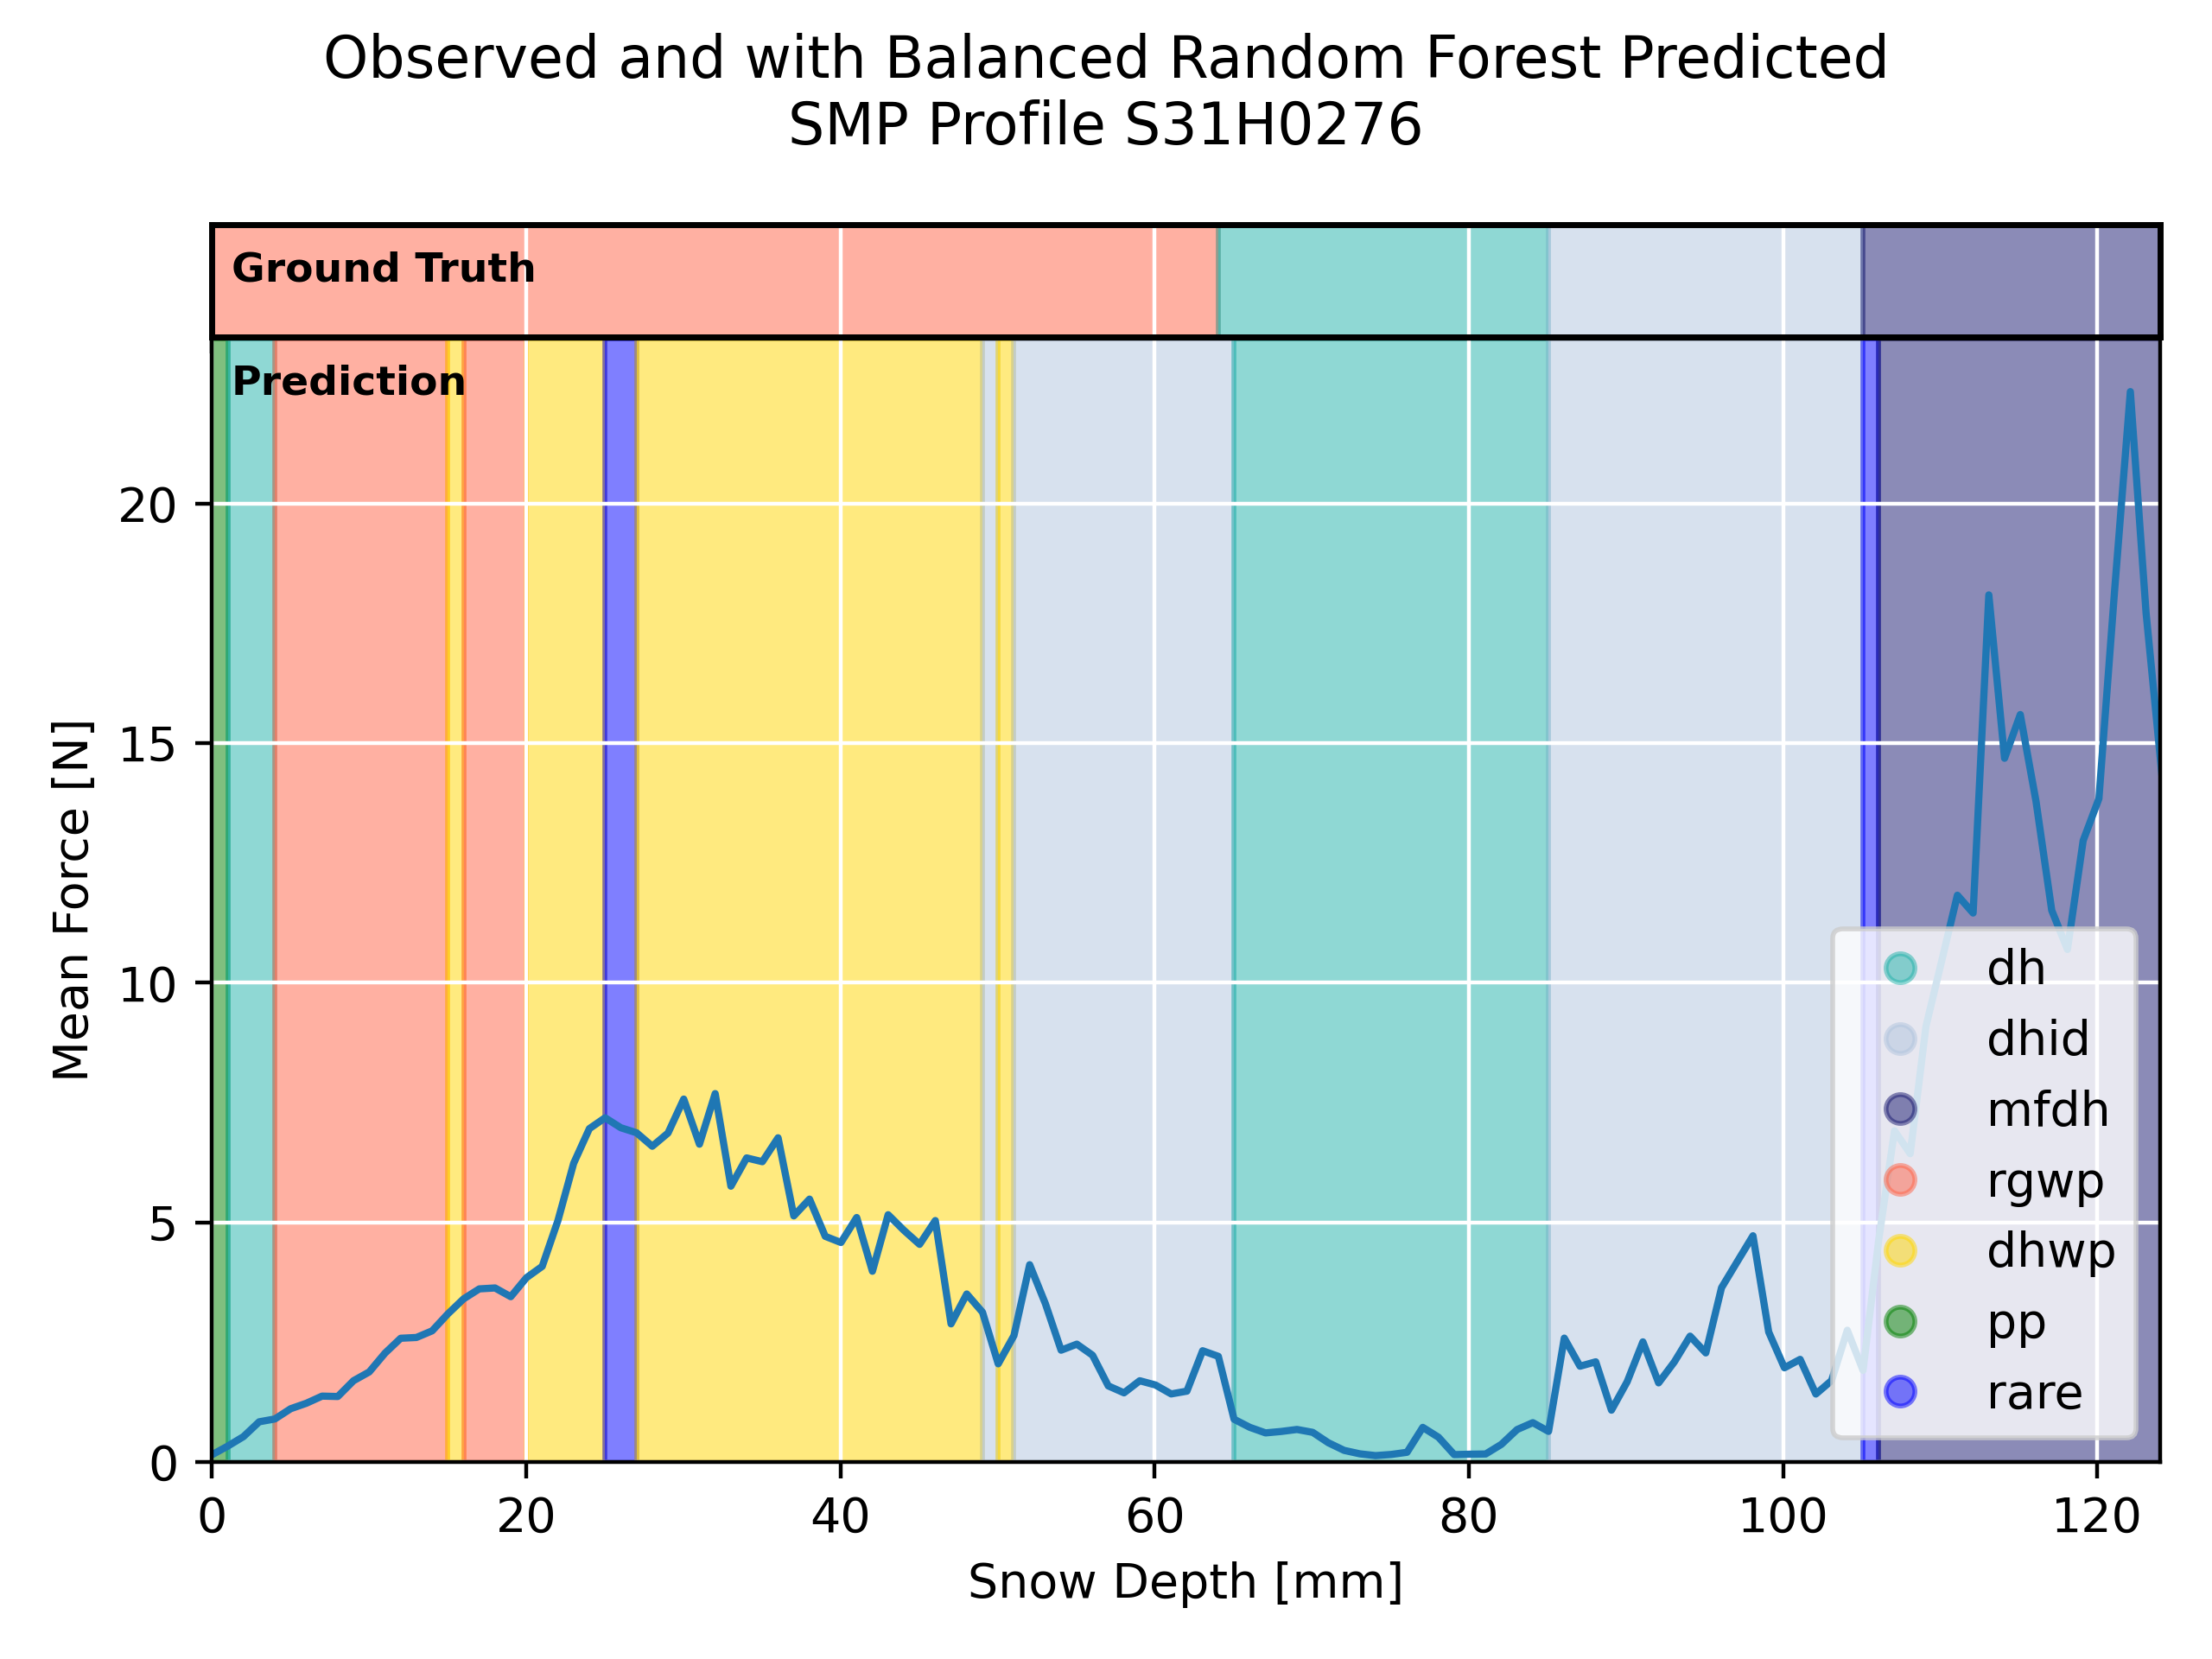 Observed and with Balanced Random Forest Predicted
SMP Profile S31H0276
Ground Truth
Prediction
Mean Force [N]
20
15
10
5
0
0 20 40 60 80 100 120
Snow Depth [mm]
dh
dhid
mfdh
rgwp
dhwp
pp
rare